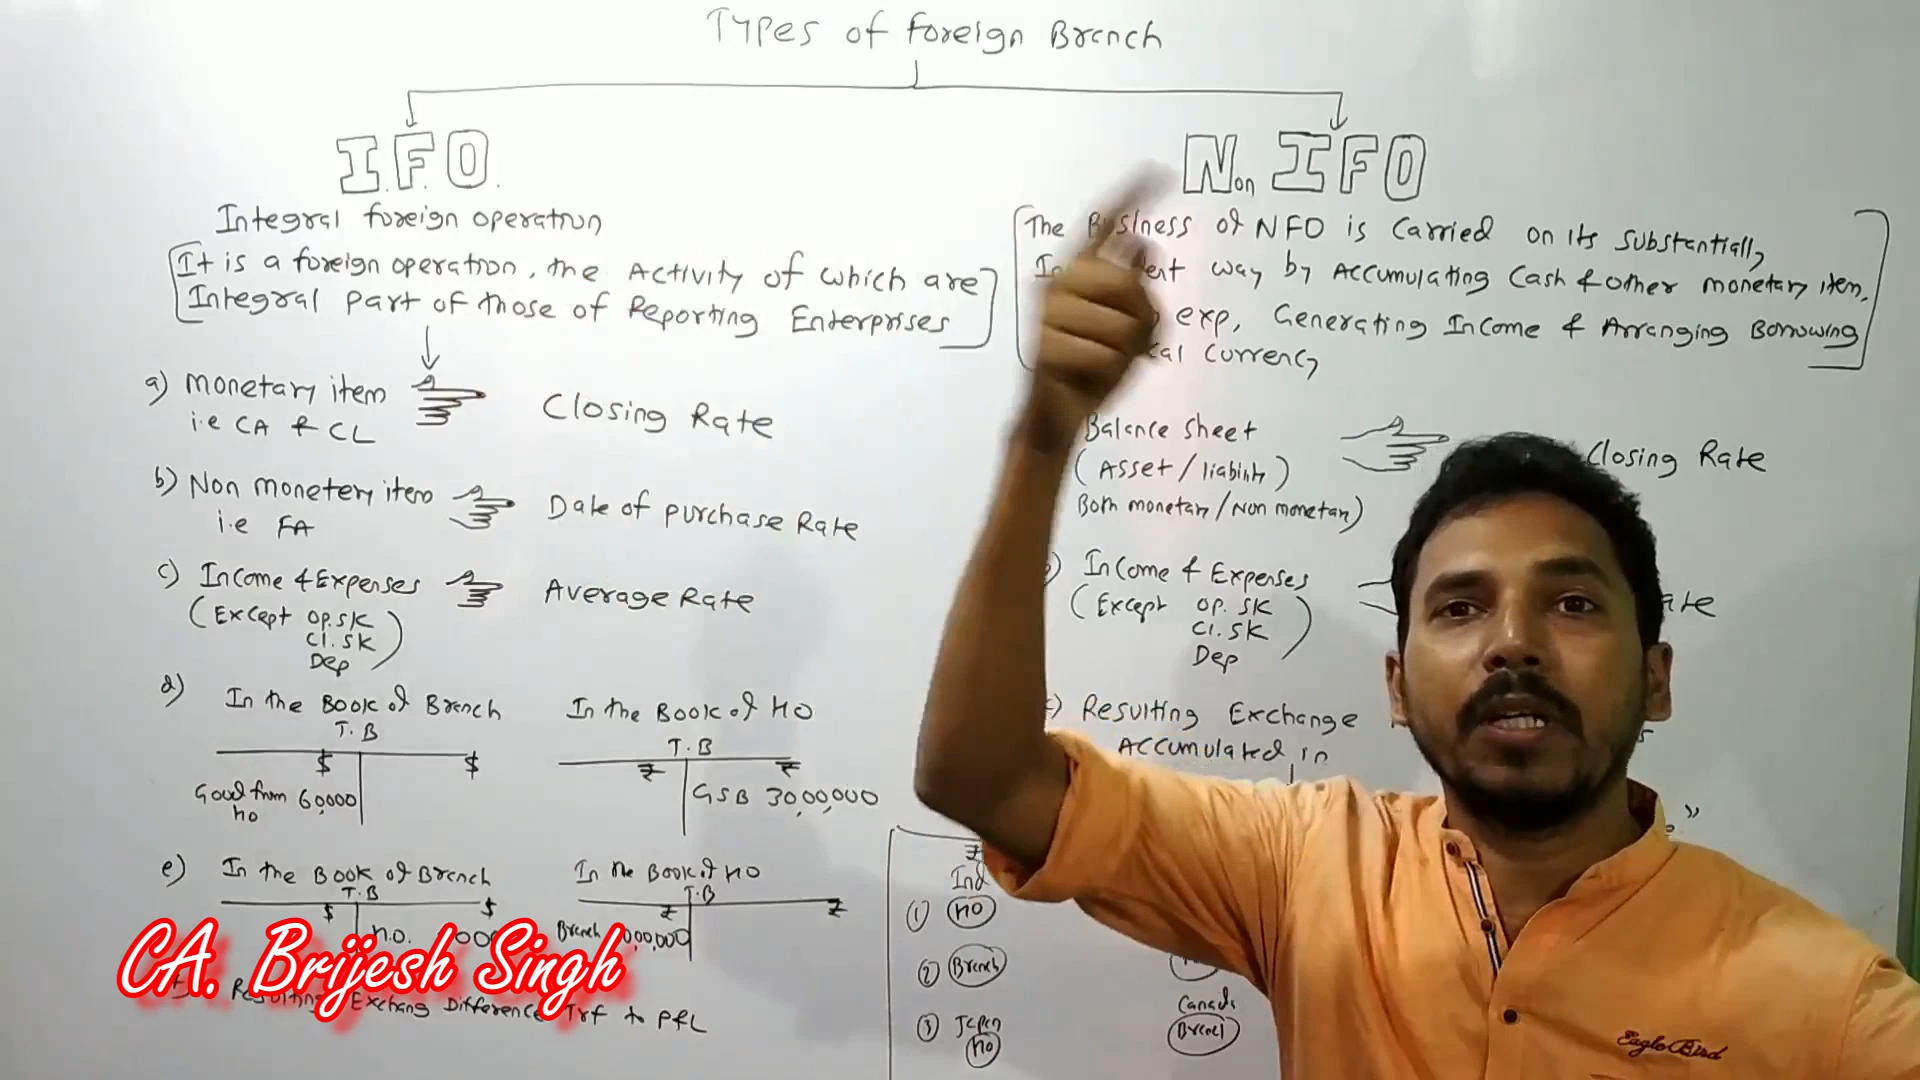 Types of foreign Branch
I.F.O.
Integral foreign operation
It is a foreign operation, the Activity of which are
Integral part of those of Reporting Enterprises
a) monetary item
i.e CA & CL
Closing Rate
b) Non monetary item
i.e FA
Date of purchase Rate
c) Income & Expenses
(Except op. sk
Cl. sk
Dep)
Average Rate
d) In the Book of Branch
T.B
$ $
Good from 60,000
HO
In the Book of HO
T.B
₹ ₹
GSB 30,00,000
e) In the Book of Branch
T.B
$ $
H.O.
In the Book of HO
T.B
₹ ₹
Branch
Resulting Exchang Difference Trf to P&L
CA. Brijesh Singh
Non IFO
The Business of NFO is Carried on its substantially
way by Accumulating Cash & other monetary item,
exp, Generating Income & Arranging Borrowing
Currency
Balance sheet
(Asset/liability)
Both monetary/Non monetary)
Closing Rate
Income & Expenses
(Except op. sk
Cl. sk
Dep)
Resulting Exchange
Accumulated in
₹
Ind
① HO
② Branch
③ Japan
HO
Canada
Branch
Eagle Bird